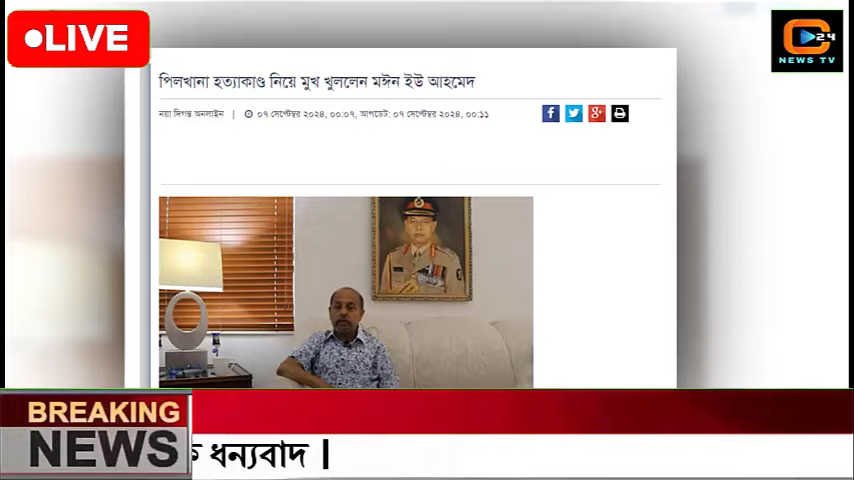 LIVE
C 24
NEWS TV
পিলখানা হত্যাকাণ্ড নিয়ে মুখ খুললেন মঈন ইউ আহমেদ
নয়া দিগন্ত অনলাইন | ০৭ সেপ্টেম্বর ২০২৪, ০০:০৭, আপডেট: ০৭ সেপ্টেম্বর ২০২৪, ০০:১১
BREAKING
NEWS
ধন্যবাদ |